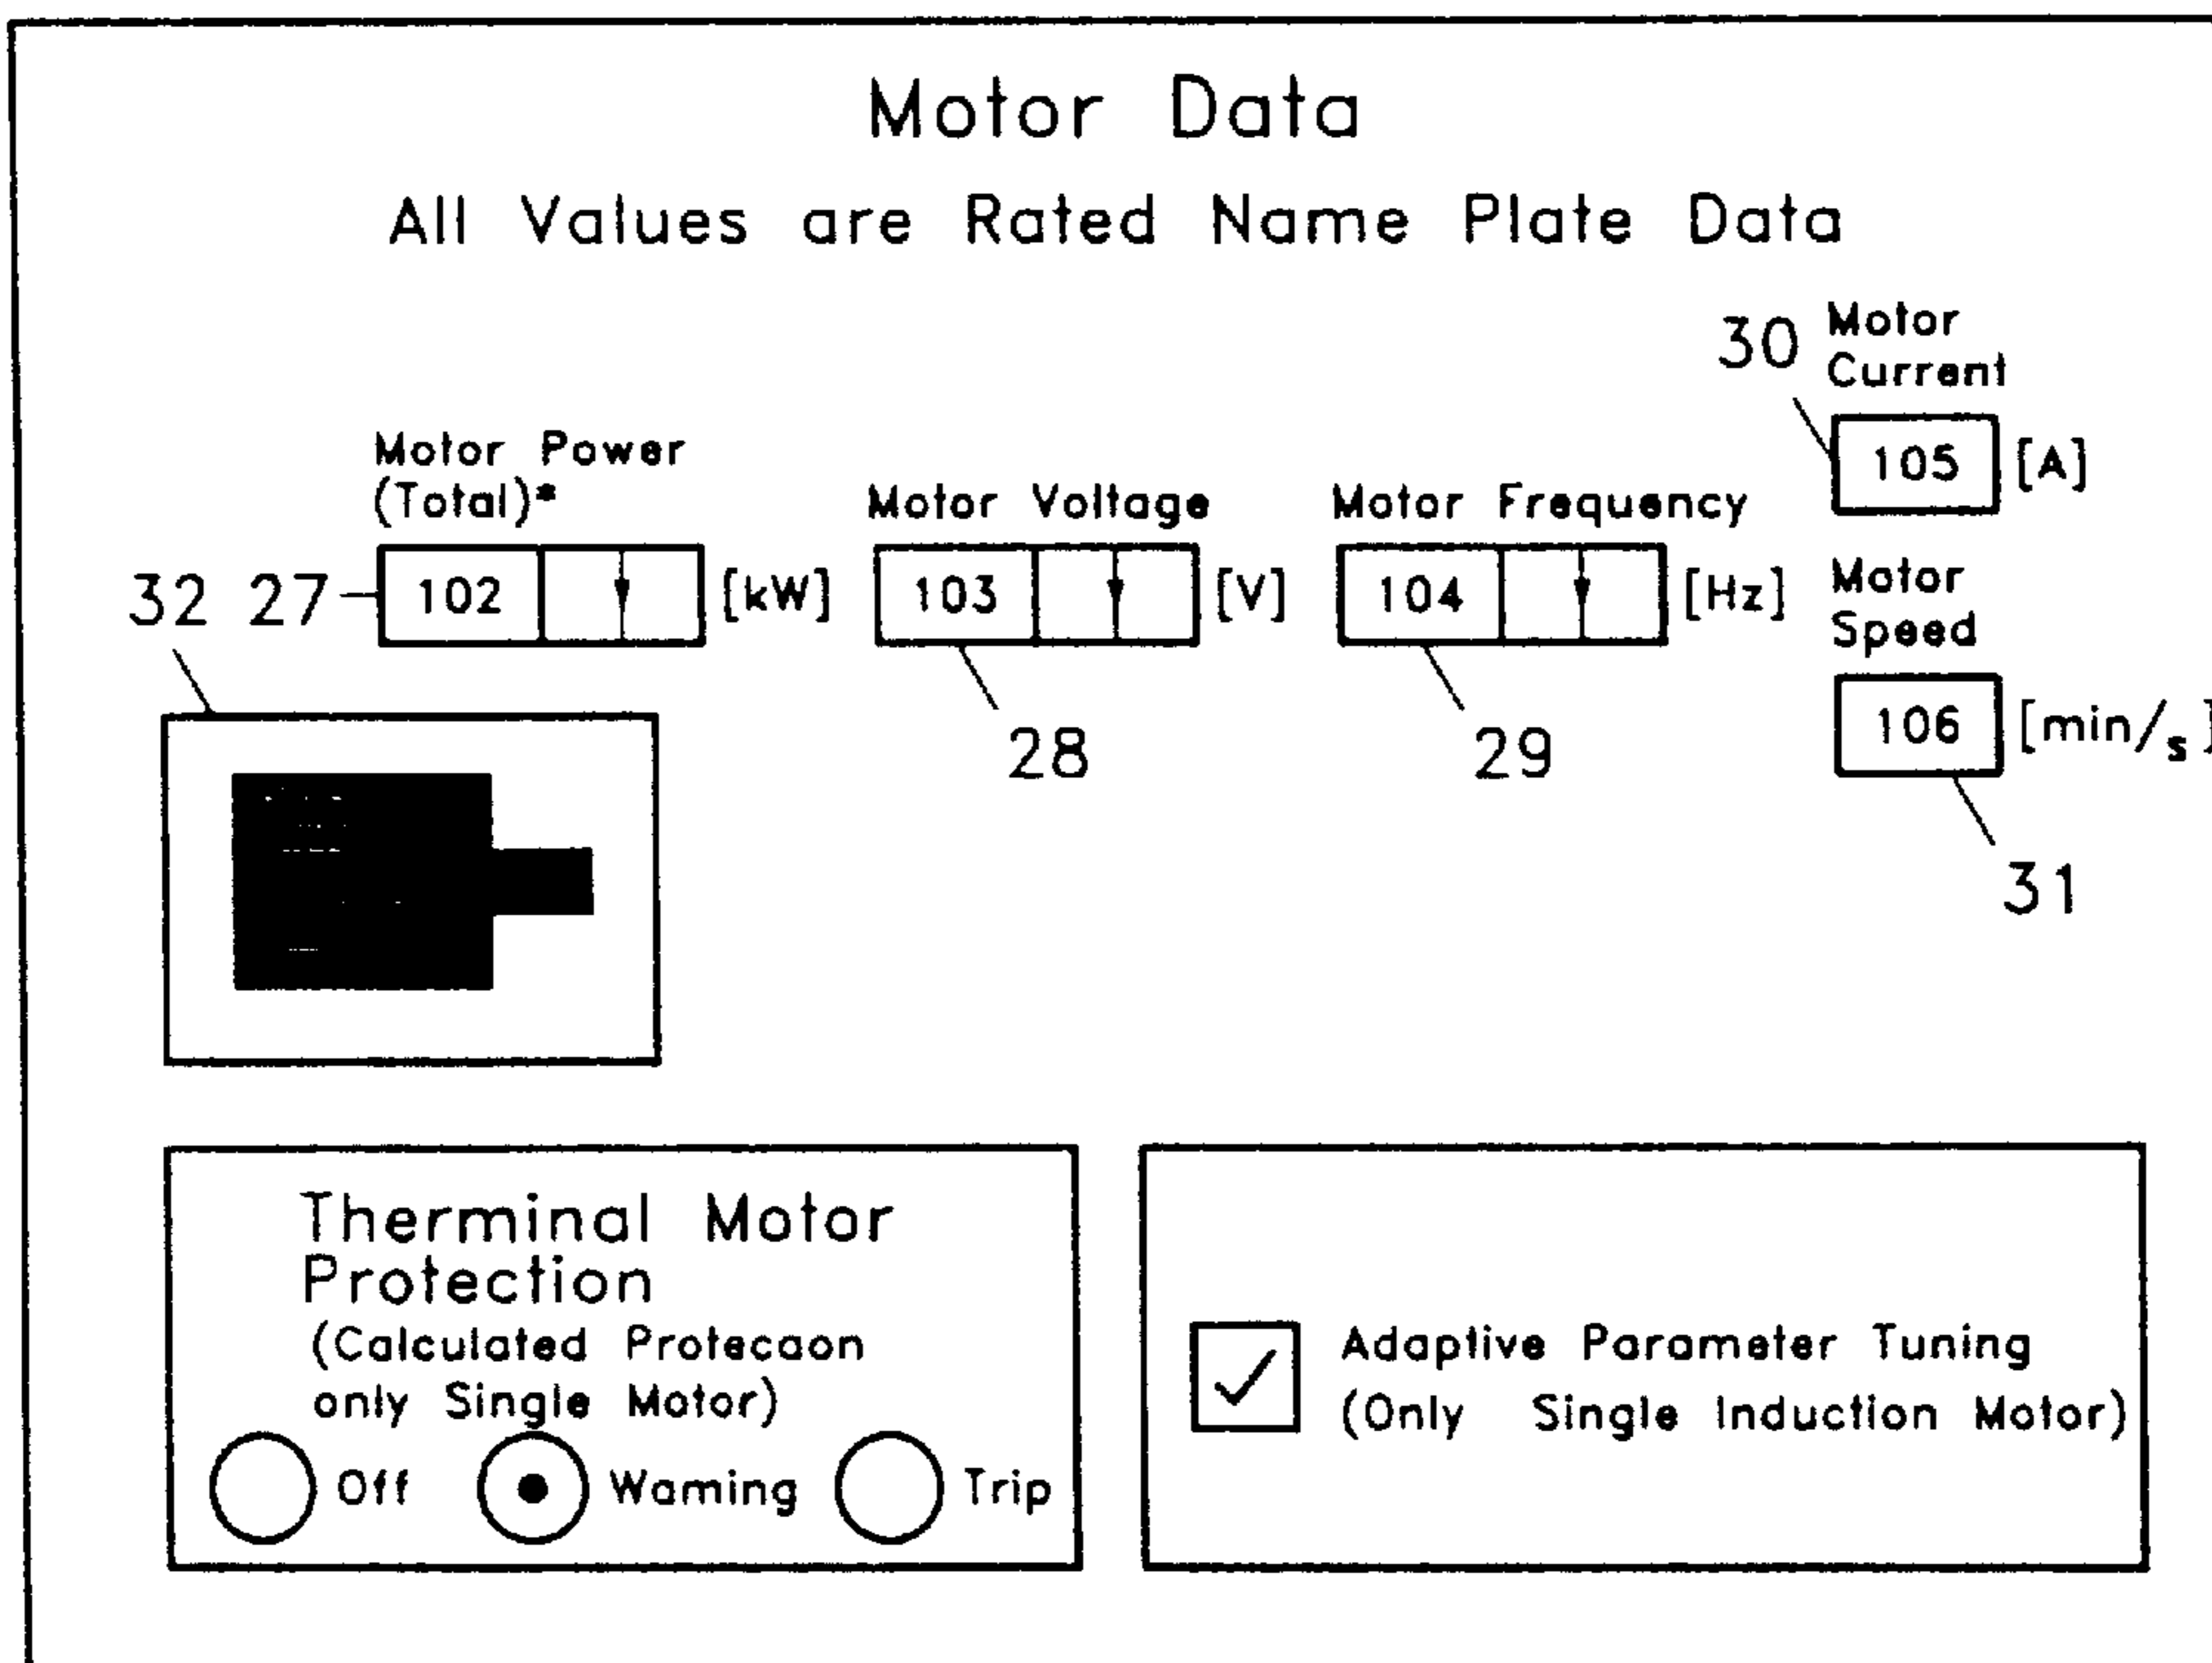 Motor Data
All Values are Rated Name Plate Data
30 Motor
Current
105 [A]
Motor Power
(Total)*
Motor Voltage
Motor Frequency
32 27 102 [kW]
103 [V]
104 [Hz]
Motor
Speed
106 [min/s]
28
29
31
Therminal Motor
Protection
(Calculated Protecaon
only Single Motor)
Off Waming Trip
Adaptive Parameter Tuning
(Only Single Induction Motor)